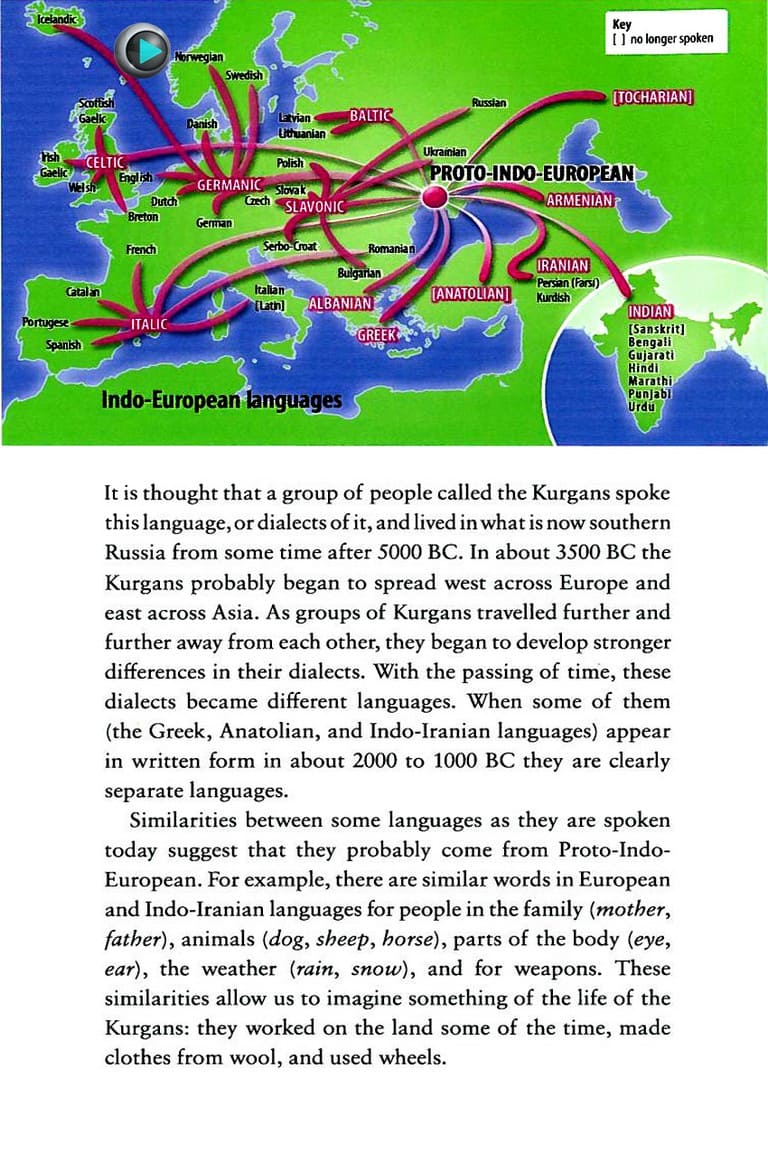 Icelandic
Key
[ ] no longer spoken
Norwegian
Swedish
[TOCHARIAN]
Scottish
Gaelic
Russian
Latvian
BALTIC
Danish
Lithuanian
Ukrainian
Irish
Gaelic
CELTIC
Polish
PROTO-INDO-EUROPEAN
Welsh
English
GERMANIC
Slovak
Dutch
Czech
SLAVONIC
ARMENIAN
Breton
German
French
Serbo-Croat
Romanian
Bulgarian
IRANIAN
Persian (Farsi)
Kurdish
Catalan
Italian
[Latin]
ALBANIAN
[ANATOLIAN]
INDIAN
[Sanskrit]
Bengali
Gujarati
Hindi
Marathi
Punjabi
Urdu
Portugese
ITALIC
GREEK
Spanish
Indo-European languages
It is thought that a group of people called the Kurgans spoke
this language, or dialects of it, and lived in what is now southern
Russia from some time after 5000 BC. In about 3500 BC the
Kurgans probably began to spread west across Europe and
east across Asia. As groups of Kurgans travelled further and
further away from each other, they began to develop stronger
differences in their dialects. With the passing of time, these
dialects became different languages. When some of them
(the Greek, Anatolian, and Indo-Iranian languages) appear
in written form in about 2000 to 1000 BC they are clearly
separate languages.
Similarities between some languages as they are spoken
today suggest that they probably come from Proto-Indo-
European. For example, there are similar words in European
and Indo-Iranian languages for people in the family (mother,
father), animals (dog, sheep, horse), parts of the body (eye,
ear), the weather (rain, snow), and for weapons. These
similarities allow us to imagine something of the life of the
Kurgans: they worked on the land some of the time, made
clothes from wool, and used wheels.